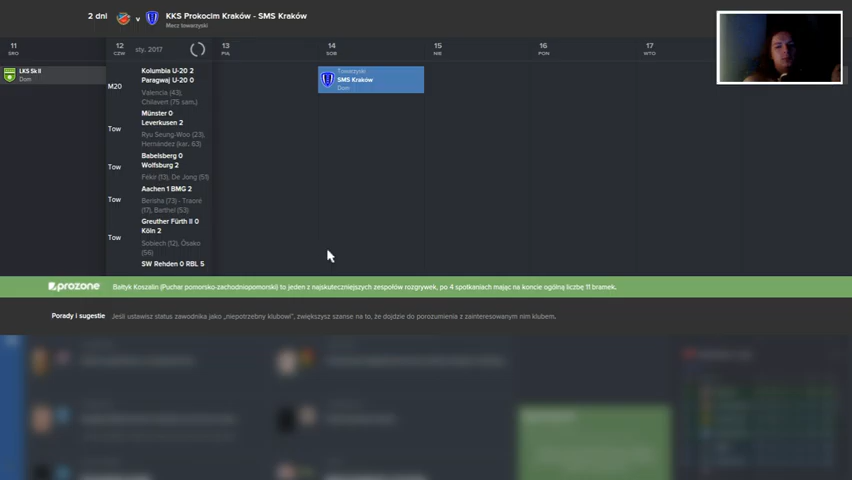 2 dni v KKS Prokocim Kraków - SMS Kraków
Mecz towarzyski
11 ŚRO
12 CZW sty. 2017
13 PIA
14 SOB
15 NIE
16 PON
17 WTO
LKS Sk II
Dom
Towarzyski
SMS Kraków
Dom
M20
Kolumbia U-20 2
Paragwaj U-20 0
Valencia (43),
Chilavert (75 sam.)
Tow
Münster 0
Leverkusen 2
Ryu Seung-Woo (23),
Hernandez (kar. 63)
Tow
Babelsberg 0
Wolfsburg 2
Fekir (13), De Jong (51)
Tow
Aachen 1 BMG 2
Berisha (73) - Traoré
(17), Barthel (53)
Tow
Greuther Fürth II 0
Köln 2
Sobiech (12), Osako
(56)
SW Rehden 0 RBL 5
prozone
Bałtyk Koszalin (Puchar pomorsko-zachodniopomorski) to jeden z najskuteczniejszych zespołów rozgrywek, po 4 spotkaniach mając na koncie ogólną liczbę 11 bramek.
Porady i sugestie
Jeśli ustawisz status zawodnika jako „niepotrzebny klubowi", zwiększysz szanse na to, że dojdzie do porozumienia z zainteresowanym nim klubem.